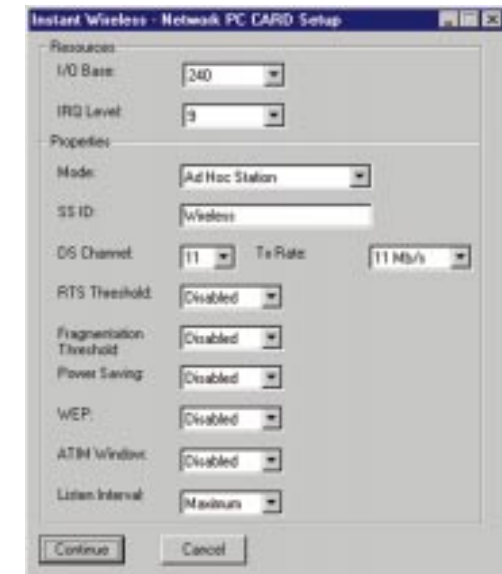 Instant Wireless - Network PC CARD Setup
Resources
I/O Base: 240
IRQ Level: 9
Properties
Mode: Ad Hoc Station
SS ID: Wireless
DS Channel: 11 Tx Rate: 11 Mb/s
RTS Threshold: Disabled
Fragmentation Threshold Disabled
Power Saving: Disabled
WEP: Disabled
ATIM Window: Disabled
Listen Interval: Maximum
Continue Cancel